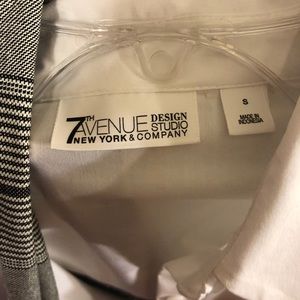 7TH AVENUE DESIGN STUDIO
NEW YORK & COMPANY
S
MADE IN
INDONESIA